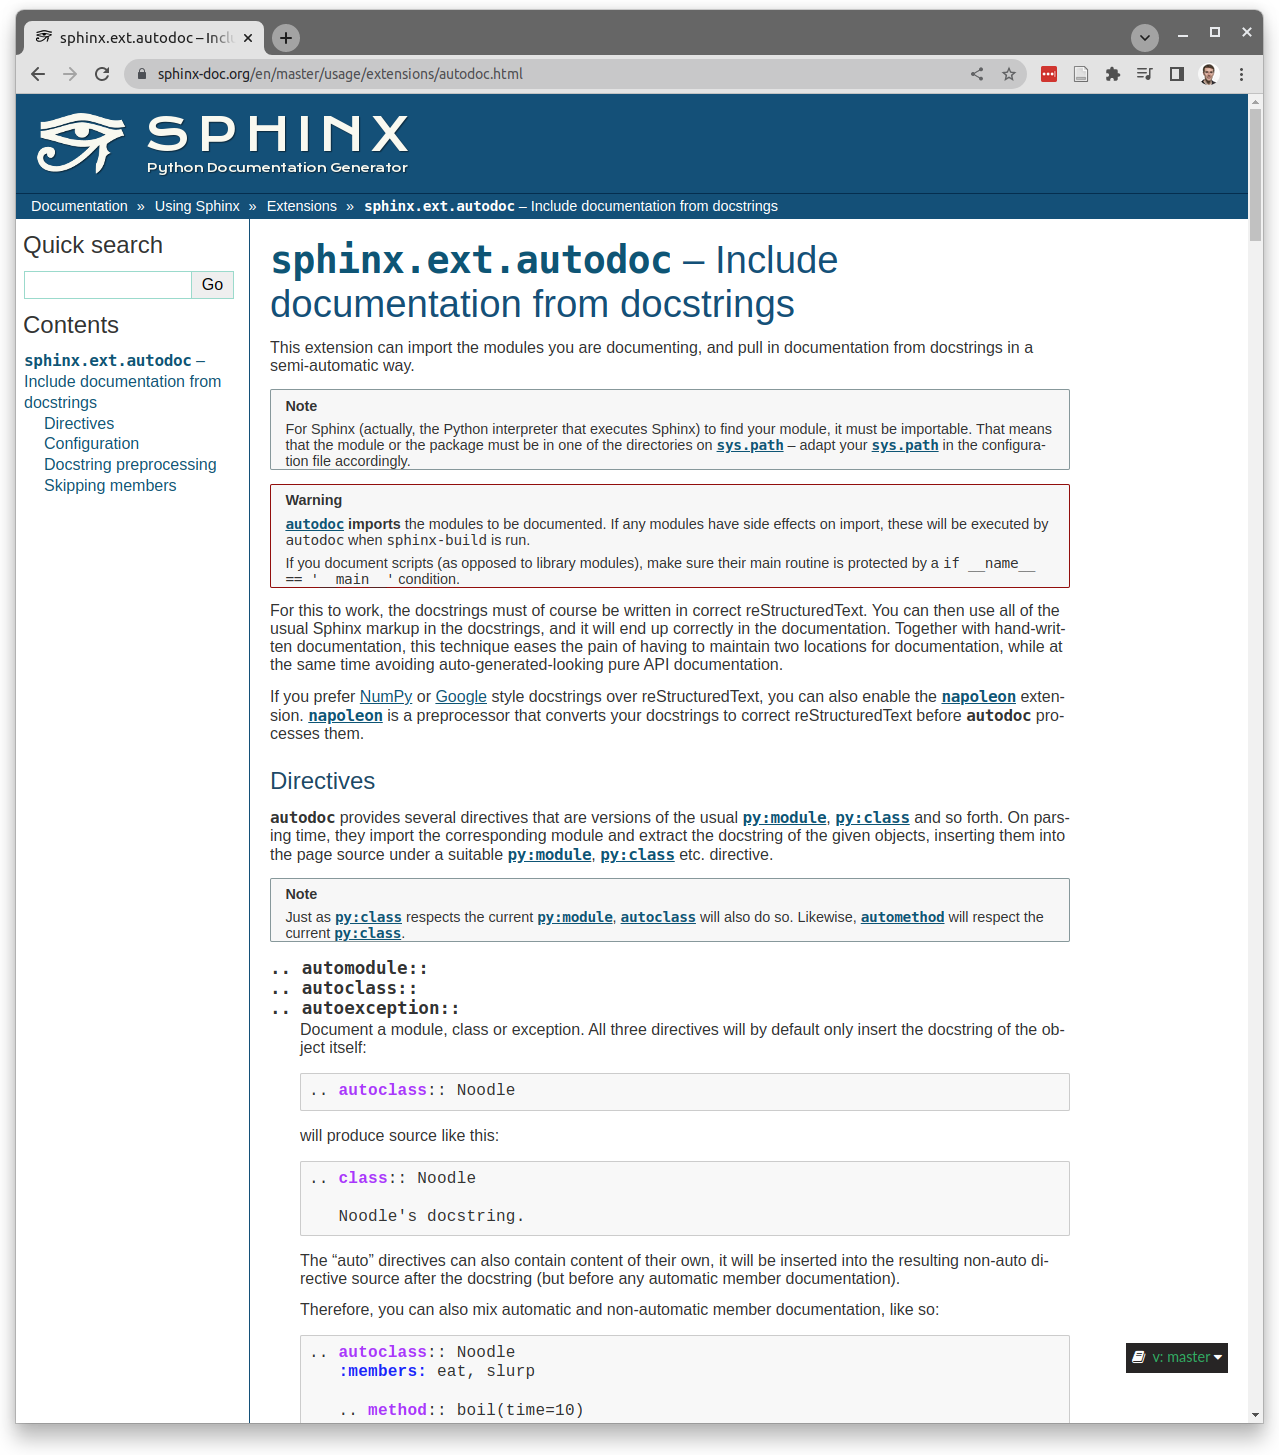 sphinx.ext.autodoc – Incl
sphinx-doc.org/en/master/usage/extensions/autodoc.html
SPHINX
Python Documentation Generator
Documentation » Using Sphinx » Extensions » sphinx.ext.autodoc – Include documentation from docstrings
Quick search
Go
Contents
sphinx.ext.autodoc –
Include documentation from
docstrings
Directives
Configuration
Docstring preprocessing
Skipping members
sphinx.ext.autodoc – Include
documentation from docstrings
This extension can import the modules you are documenting, and pull in documentation from docstrings in a
semi-automatic way.
Note
For Sphinx (actually, the Python interpreter that executes Sphinx) to find your module, it must be importable. That means
that the module or the package must be in one of the directories on sys.path – adapt your sys.path in the configura-
tion file accordingly.
Warning
autodoc imports the modules to be documented. If any modules have side effects on import, these will be executed by
autodoc when sphinx-build is run.
If you document scripts (as opposed to library modules), make sure their main routine is protected by a if __name__
== '__main__' condition.
For this to work, the docstrings must of course be written in correct reStructuredText. You can then use all of the
usual Sphinx markup in the docstrings, and it will end up correctly in the documentation. Together with hand-writ-
ten documentation, this technique eases the pain of having to maintain two locations for documentation, while at
the same time avoiding auto-generated-looking pure API documentation.
If you prefer NumPy or Google style docstrings over reStructuredText, you can also enable the napoleon exten-
sion. napoleon is a preprocessor that converts your docstrings to correct reStructuredText before autodoc pro-
cesses them.
Directives
autodoc provides several directives that are versions of the usual py:module, py:class and so forth. On pars-
ing time, they import the corresponding module and extract the docstring of the given objects, inserting them into
the page source under a suitable py:module, py:class etc. directive.
Note
Just as py:class respects the current py:module, autoclass will also do so. Likewise, automethod will respect the
current py:class.
.. automodule::
.. autoclass::
.. autoexception::
Document a module, class or exception. All three directives will by default only insert the docstring of the ob-
ject itself:
.. autoclass:: Noodle
will produce source like this:
.. class:: Noodle
Noodle's docstring.
The “auto” directives can also contain content of their own, it will be inserted into the resulting non-auto di-
rective source after the docstring (but before any automatic member documentation).
Therefore, you can also mix automatic and non-automatic member documentation, like so:
.. autoclass:: Noodle
:members: eat, slurp
.. method:: boil(time=10)
v: master